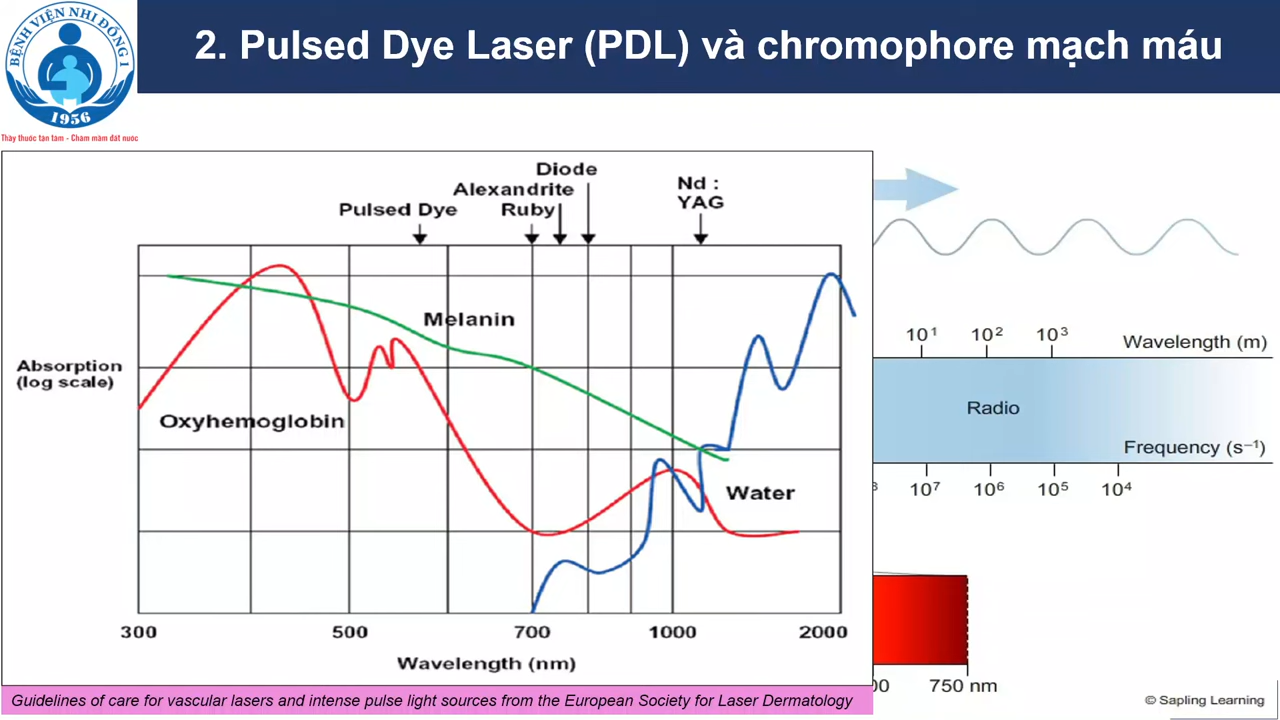 BỆNH VIỆN NHI ĐỒNG 1
1956
Thầy thuốc tận tâm - Chăm mầm đất nước
2. Pulsed Dye Laser (PDL) và chromophore mạch máu
Diode
Alexandrite
Pulsed Dye
Ruby
Nd :
YAG
Melanin
Absorption
(log scale)
Oxyhemoglobin
Water
300
500
700
1000
2000
Wavelength (nm)
Guidelines of care for vascular lasers and intense pulse light sources from the European Society for Laser Dermatology
10¹ 10² 10³
Wavelength (m)
Radio
Frequency (s⁻¹)
10⁷ 10⁶ 10⁵ 10⁴
750 nm
© Sapling Learning